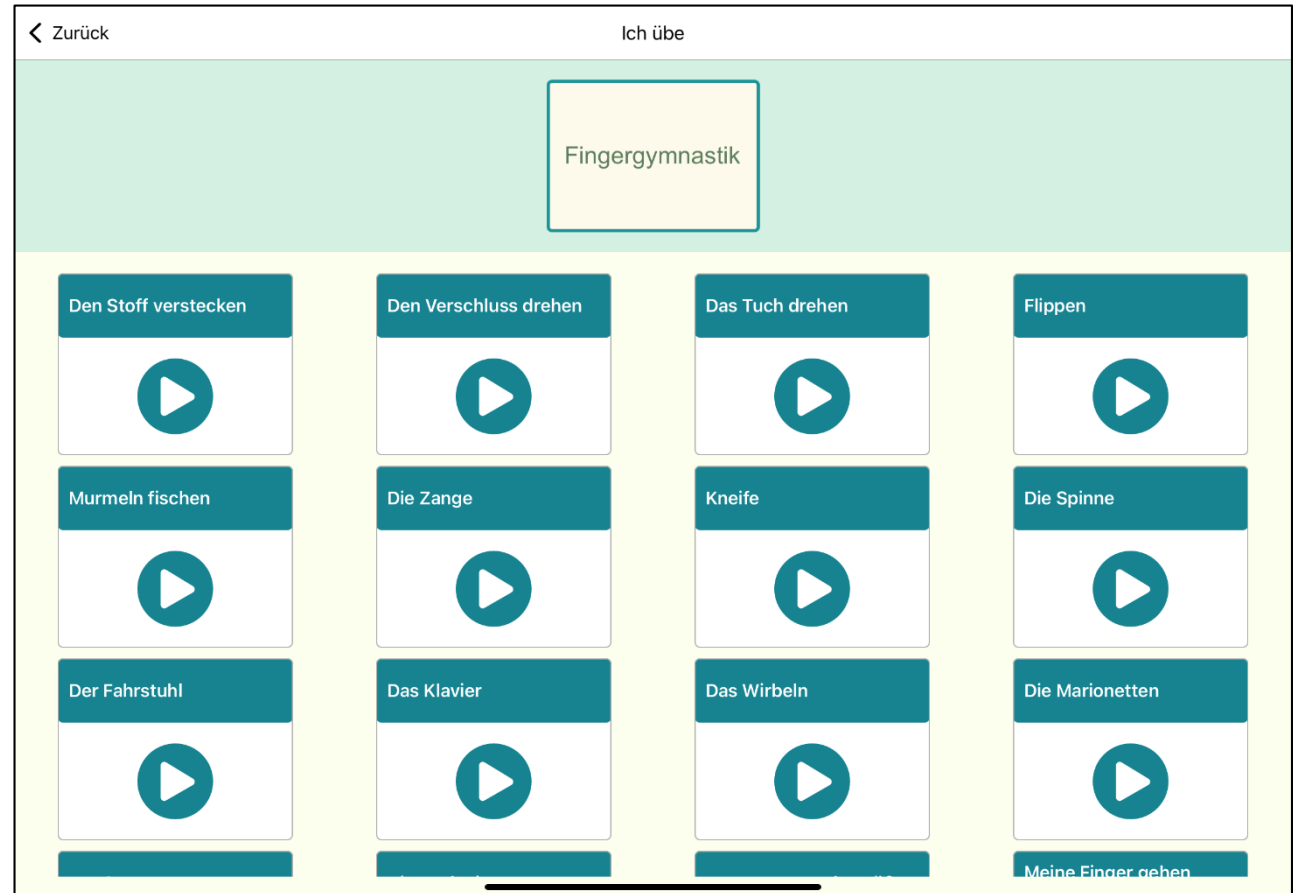 Zurück
Ich übe
Fingergymnastik
Den Stoff verstecken
Den Verschluss drehen
Das Tuch drehen
Flippen
Murmeln fischen
Die Zange
Kneife
Die Spinne
Der Fahrstuhl
Das Klavier
Das Wirbeln
Die Marionetten
Meine Finger gehen